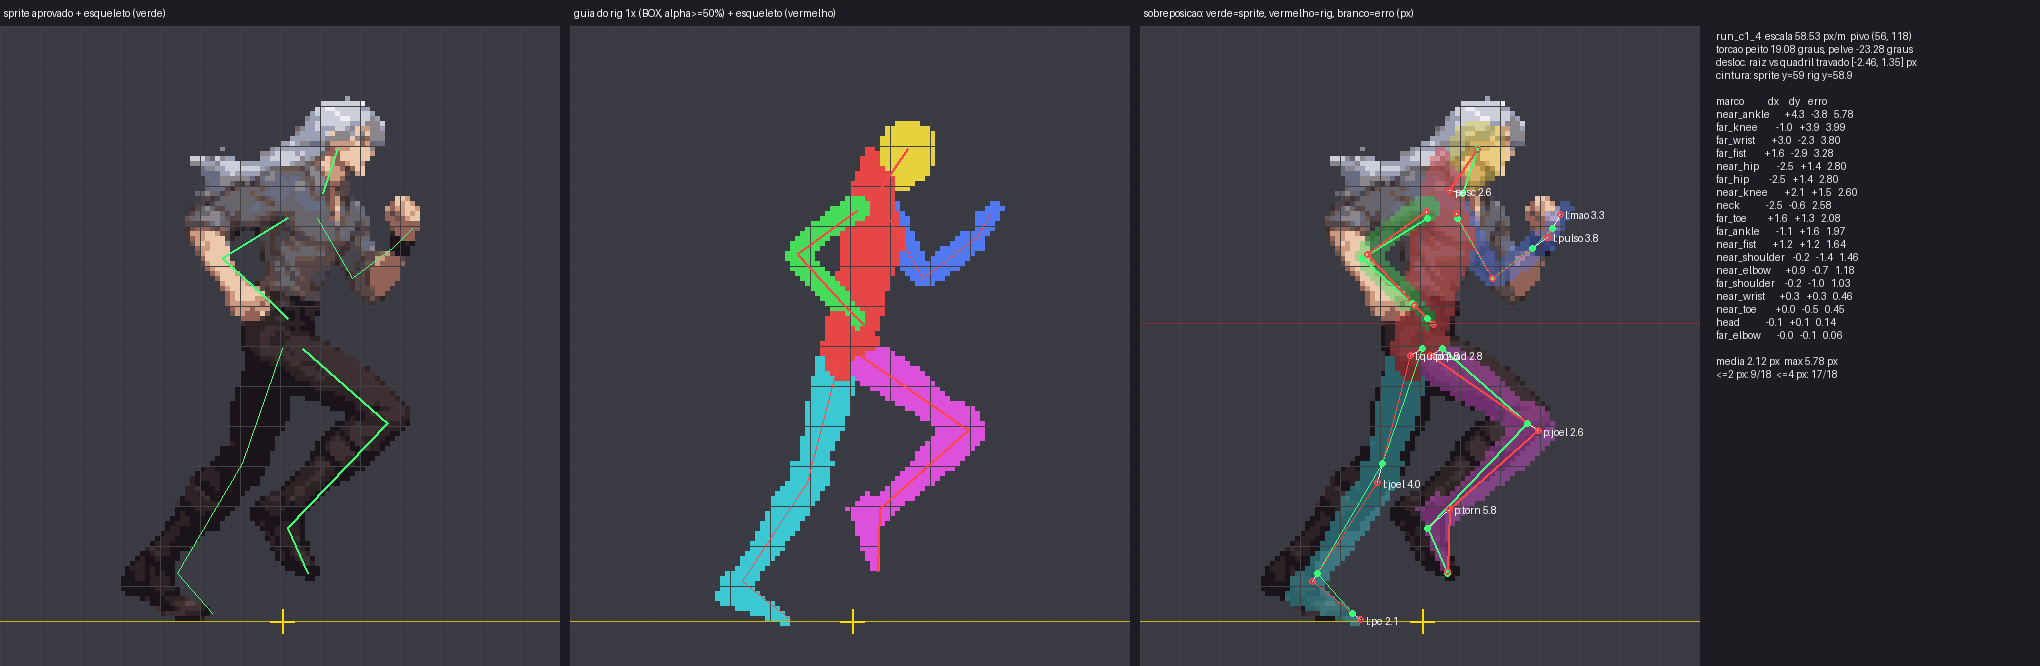 sprite aprovado + esqueleto (verde)
guia do rig 1x (BOX, alpha>=50%) + esqueleto (vermelho)
sobreposicao: verde=sprite, vermelho=rig, branco=erro (px)
run_c1_4 escala 58.53 px/m pivo (56, 118)
torcao peito 19.08 graus, pelve -23.28 graus
desloc. raiz vs quadril travado [-2.46, 1.35] px
cintura: sprite y=59 rig y=58.9
marco dx dy erro
near_ankle +4.3 -3.8 5.78
far_knee -1.0 +3.9 3.99
far_wrist +3.0 -2.3 3.80
far_fist +1.6 -2.9 3.28
near_hip -2.5 +1.4 2.80
far_hip -2.5 +1.4 2.80
near_knee +2.1 +1.5 2.60
neck -2.5 -0.6 2.58
far_toe +1.6 +1.3 2.08
far_ankle -1.1 +1.6 1.97
near_fist +1.2 +1.2 1.64
near_shoulder -0.2 -1.4 1.46
near_elbow +0.9 -0.7 1.18
far_shoulder -0.2 -1.0 1.03
near_wrist +0.3 +0.3 0.46
near_toe +0.0 -0.5 0.45
head -0.1 +0.1 0.14
far_elbow -0.0 -0.1 0.06
media 2.12 px max 5.78 px
<=2 px: 9/18 <=4 px: 17/18
pesc 2.6
l:mao 3.3
l:pulso 3.8
2.8
p:joel 2.6
l:joel 4.0
p:torn 5.8
l:pe 2.1